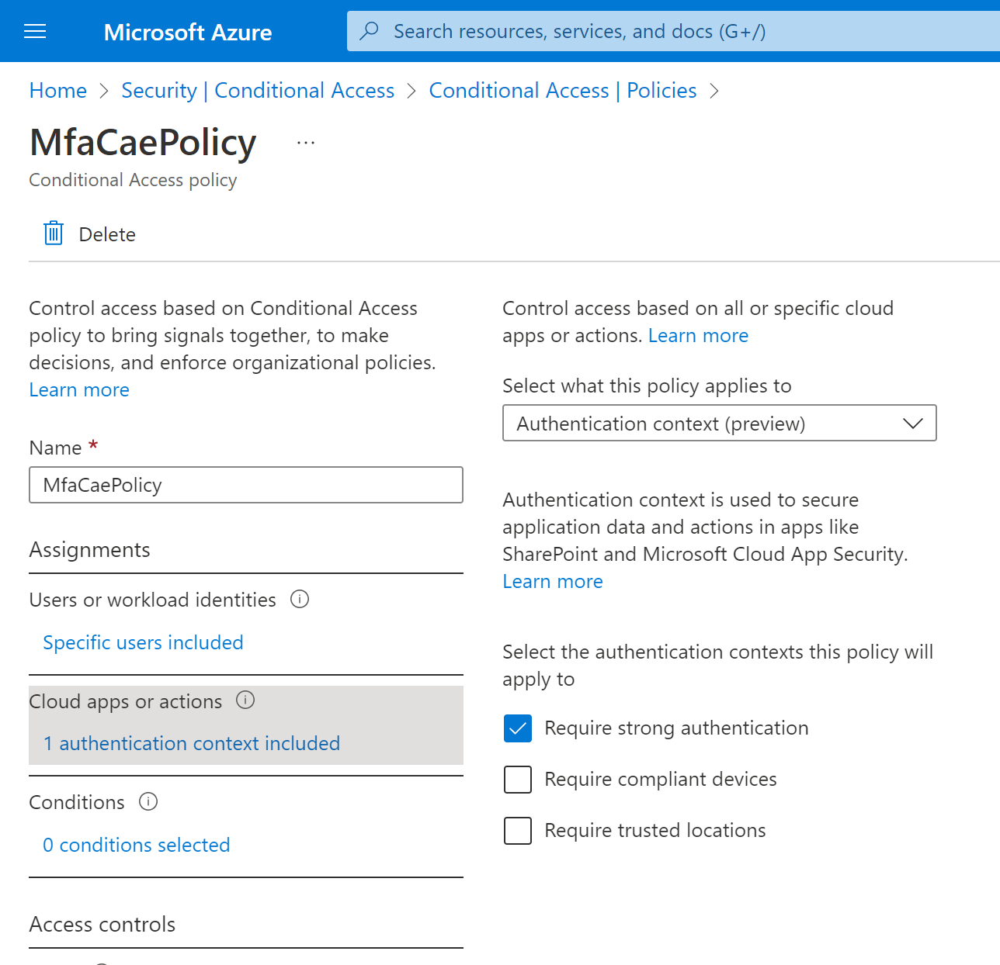 Microsoft Azure
Search resources, services, and docs (G+/)
Home > Security | Conditional Access > Conditional Access | Policies >
MfaCaePolicy ...
Conditional Access policy
Delete
Control access based on Conditional Access
policy to bring signals together, to make
decisions, and enforce organizational policies.
Learn more
Name *
MfaCaePolicy
Assignments
Users or workload identities
Specific users included
Cloud apps or actions
1 authentication context included
Conditions
0 conditions selected
Access controls
Control access based on all or specific cloud
apps or actions. Learn more
Select what this policy applies to
Authentication context (preview)
Authentication context is used to secure
application data and actions in apps like
SharePoint and Microsoft Cloud App Security.
Learn more
Select the authentication contexts this policy will
apply to
Require strong authentication
Require compliant devices
Require trusted locations